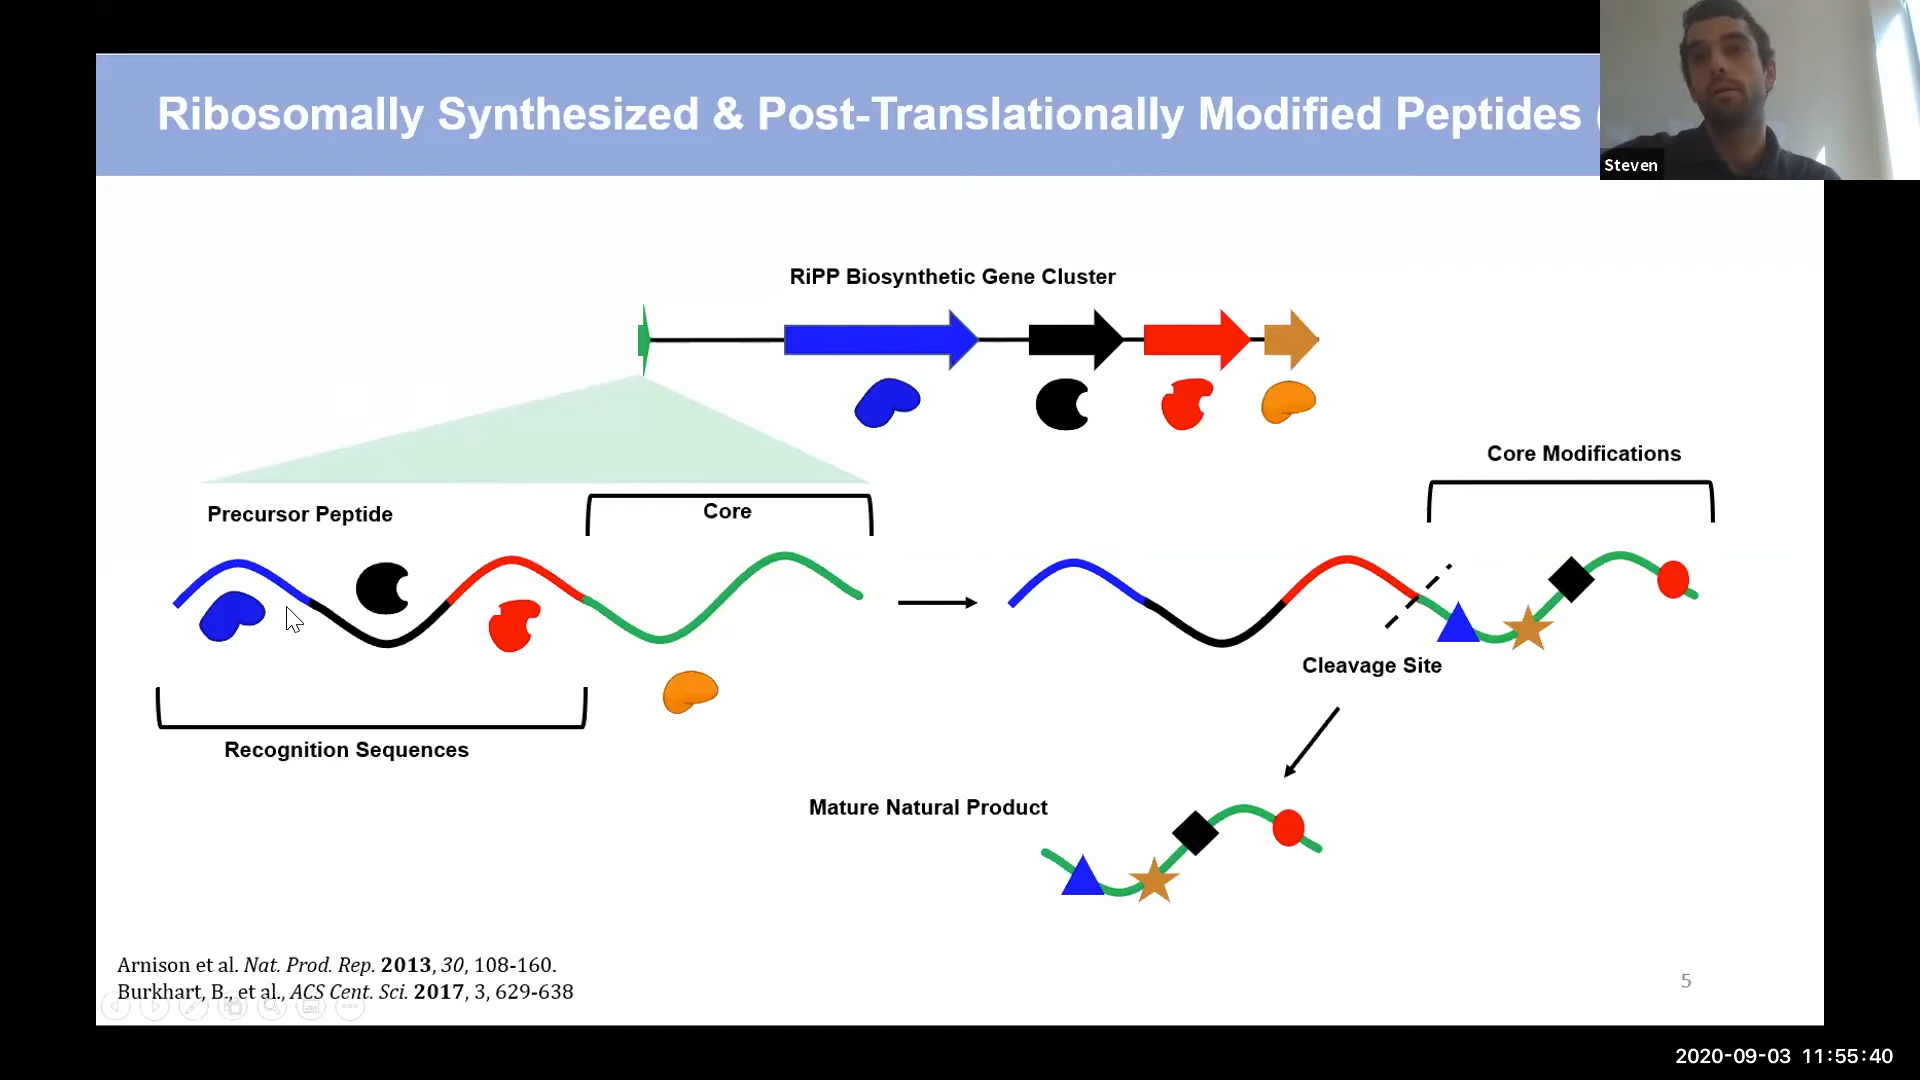 Ribosomally Synthesized & Post-Translationally Modified Peptides (
Steven
RiPP Biosynthetic Gene Cluster
Core Modifications
Precursor Peptide
Core
Cleavage Site
Recognition Sequences
Mature Natural Product
Arnison et al. Nat. Prod. Rep. 2013, 30, 108-160.
Burkhart, B., et al., ACS Cent. Sci. 2017, 3, 629-638
5
2020-09-03 11:55:40